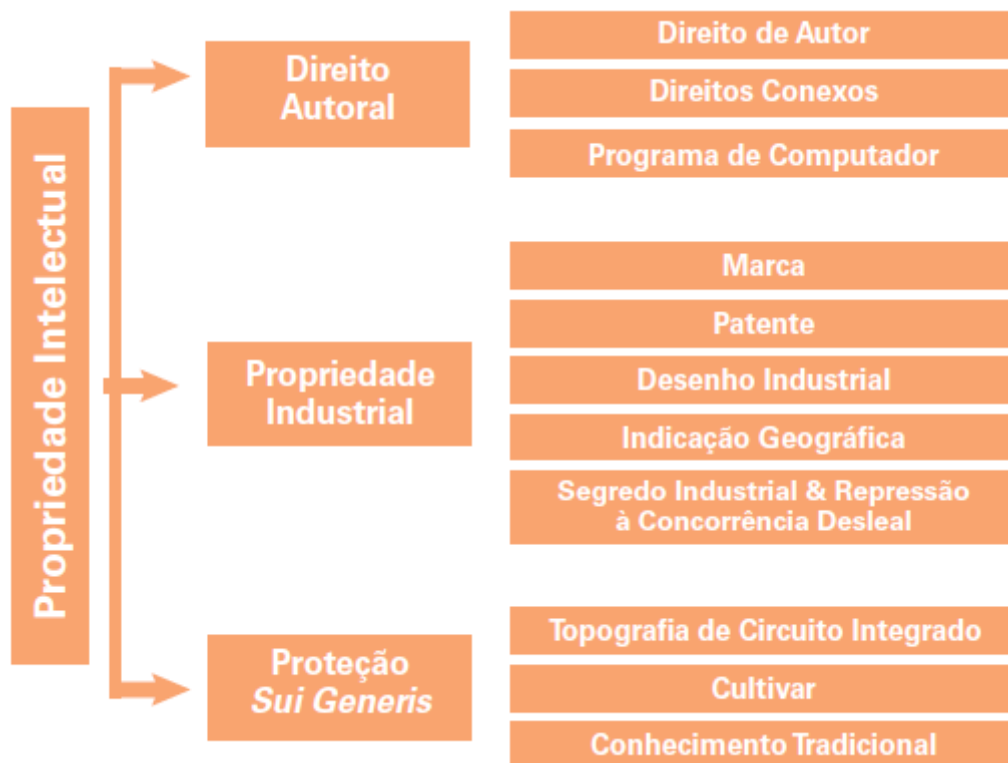 Propriedade Intelectual
Direito
Autoral
Direito de Autor
Direitos Conexos
Programa de Computador
Propriedade
Industrial
Marca
Patente
Desenho Industrial
Indicação Geográfica
Segredo Industrial & Repressão
à Concorrência Desleal
Proteção
Sui Generis
Topografia de Circuito Integrado
Cultivar
Conhecimento Tradicional